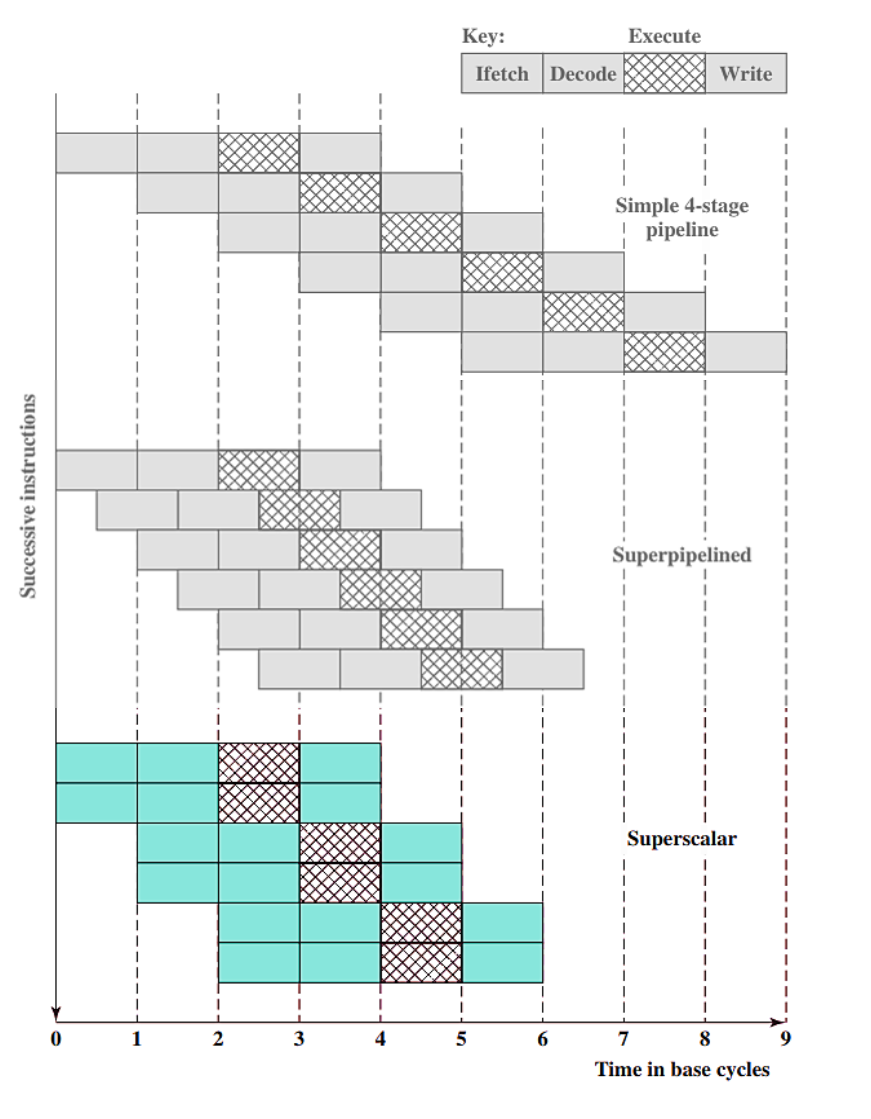 Key:
Execute
Ifetch
Decode
Write
Simple 4-stage
pipeline
Successive instructions
Superpipelined
Superscalar
0 1 2 3 4 5 6 7 8 9
Time in base cycles